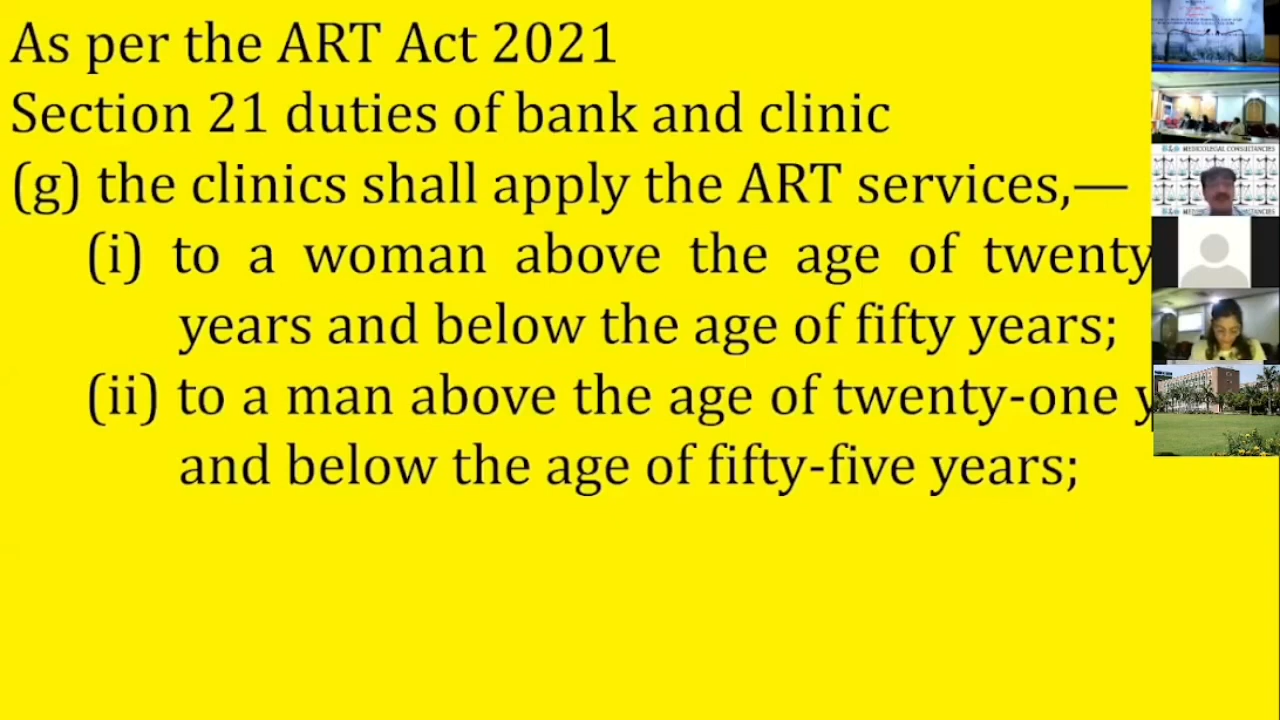 As per the ART Act 2021
Section 21 duties of bank and clinic
(g) the clinics shall apply the ART services,—
(i) to a woman above the age of twenty
years and below the age of fifty years;
(ii) to a man above the age of twenty-one y
and below the age of fifty-five years;
MEDICOLEGAL CONSULTANCIES